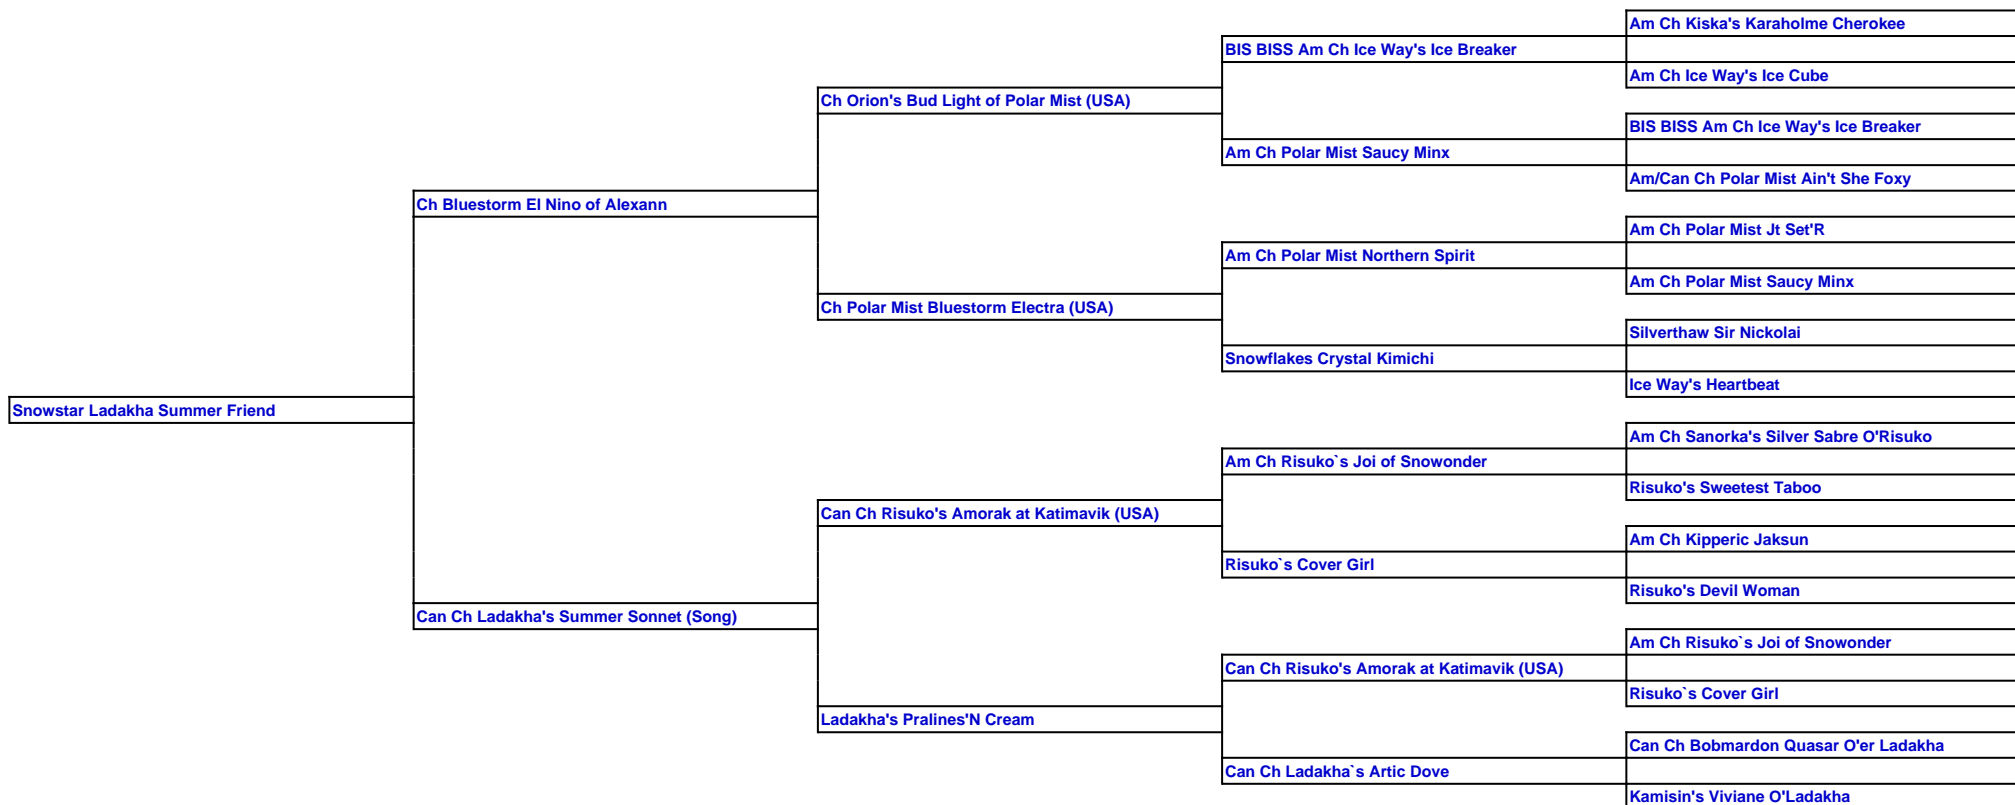 Am Ch Kiska's Karaholme Cherokee
BIS BISS Am Ch Ice Way's Ice Breaker
Am Ch Ice Way's Ice Cube
Ch Orion's Bud Light of Polar Mist (USA)
BIS BISS Am Ch Ice Way's Ice Breaker
Am Ch Polar Mist Saucy Minx
Am/Can Ch Polar Mist Ain't She Foxy
Ch Bluestorm El Nino of Alexann
Am Ch Polar Mist Jt Set'R
Am Ch Polar Mist Northern Spirit
Am Ch Polar Mist Saucy Minx
Ch Polar Mist Bluestorm Electra (USA)
Silverthaw Sir Nickolai
Snowflakes Crystal Kimichi
Ice Way's Heartbeat
Snowstar Ladakha Summer Friend
Am Ch Sanorka's Silver Sabre O'Risuko
Am Ch Risuko`s Joi of Snowonder
Risuko's Sweetest Taboo
Can Ch Risuko's Amorak at Katimavik (USA)
Am Ch Kipperic Jaksun
Risuko`s Cover Girl
Risuko's Devil Woman
Can Ch Ladakha's Summer Sonnet (Song)
Am Ch Risuko`s Joi of Snowonder
Can Ch Risuko's Amorak at Katimavik (USA)
Risuko`s Cover Girl
Ladakha's Pralines'N Cream
Can Ch Bobmardon Quasar O'er Ladakha
Can Ch Ladakha`s Artic Dove
Kamisin's Viviane O'Ladakha